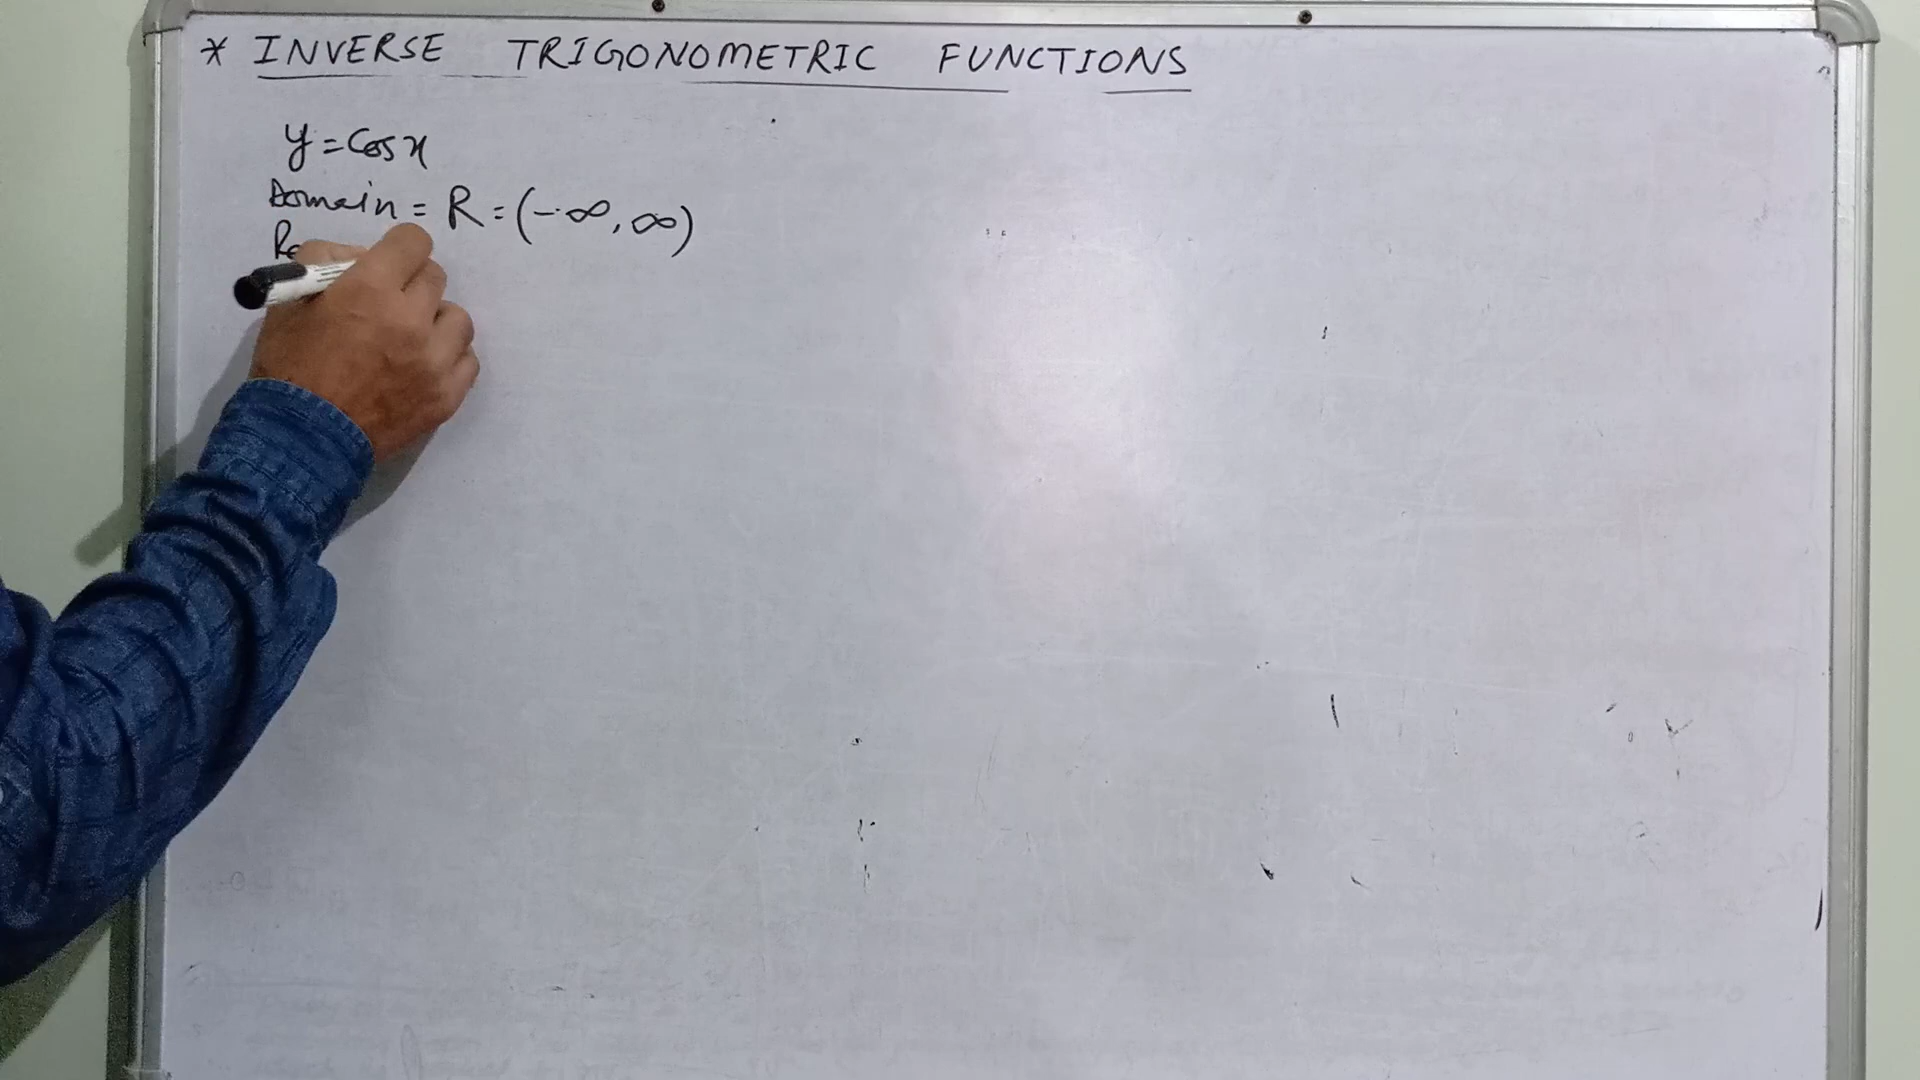 * INVERSE TRIGONOMETRIC FUNCTIONS
y = Cos x
Domain = R = (-∞, ∞)